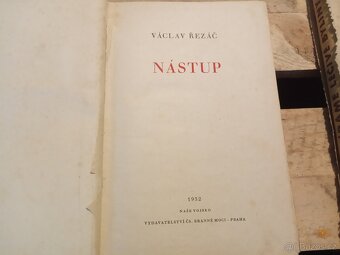 VÁCLAV ŘEZÁČ
NÁSTUP
1952
NAŠE VOJSKO
VYDAVATELSTVÍ ČS. BRANNÉ MOCI - PRAHA